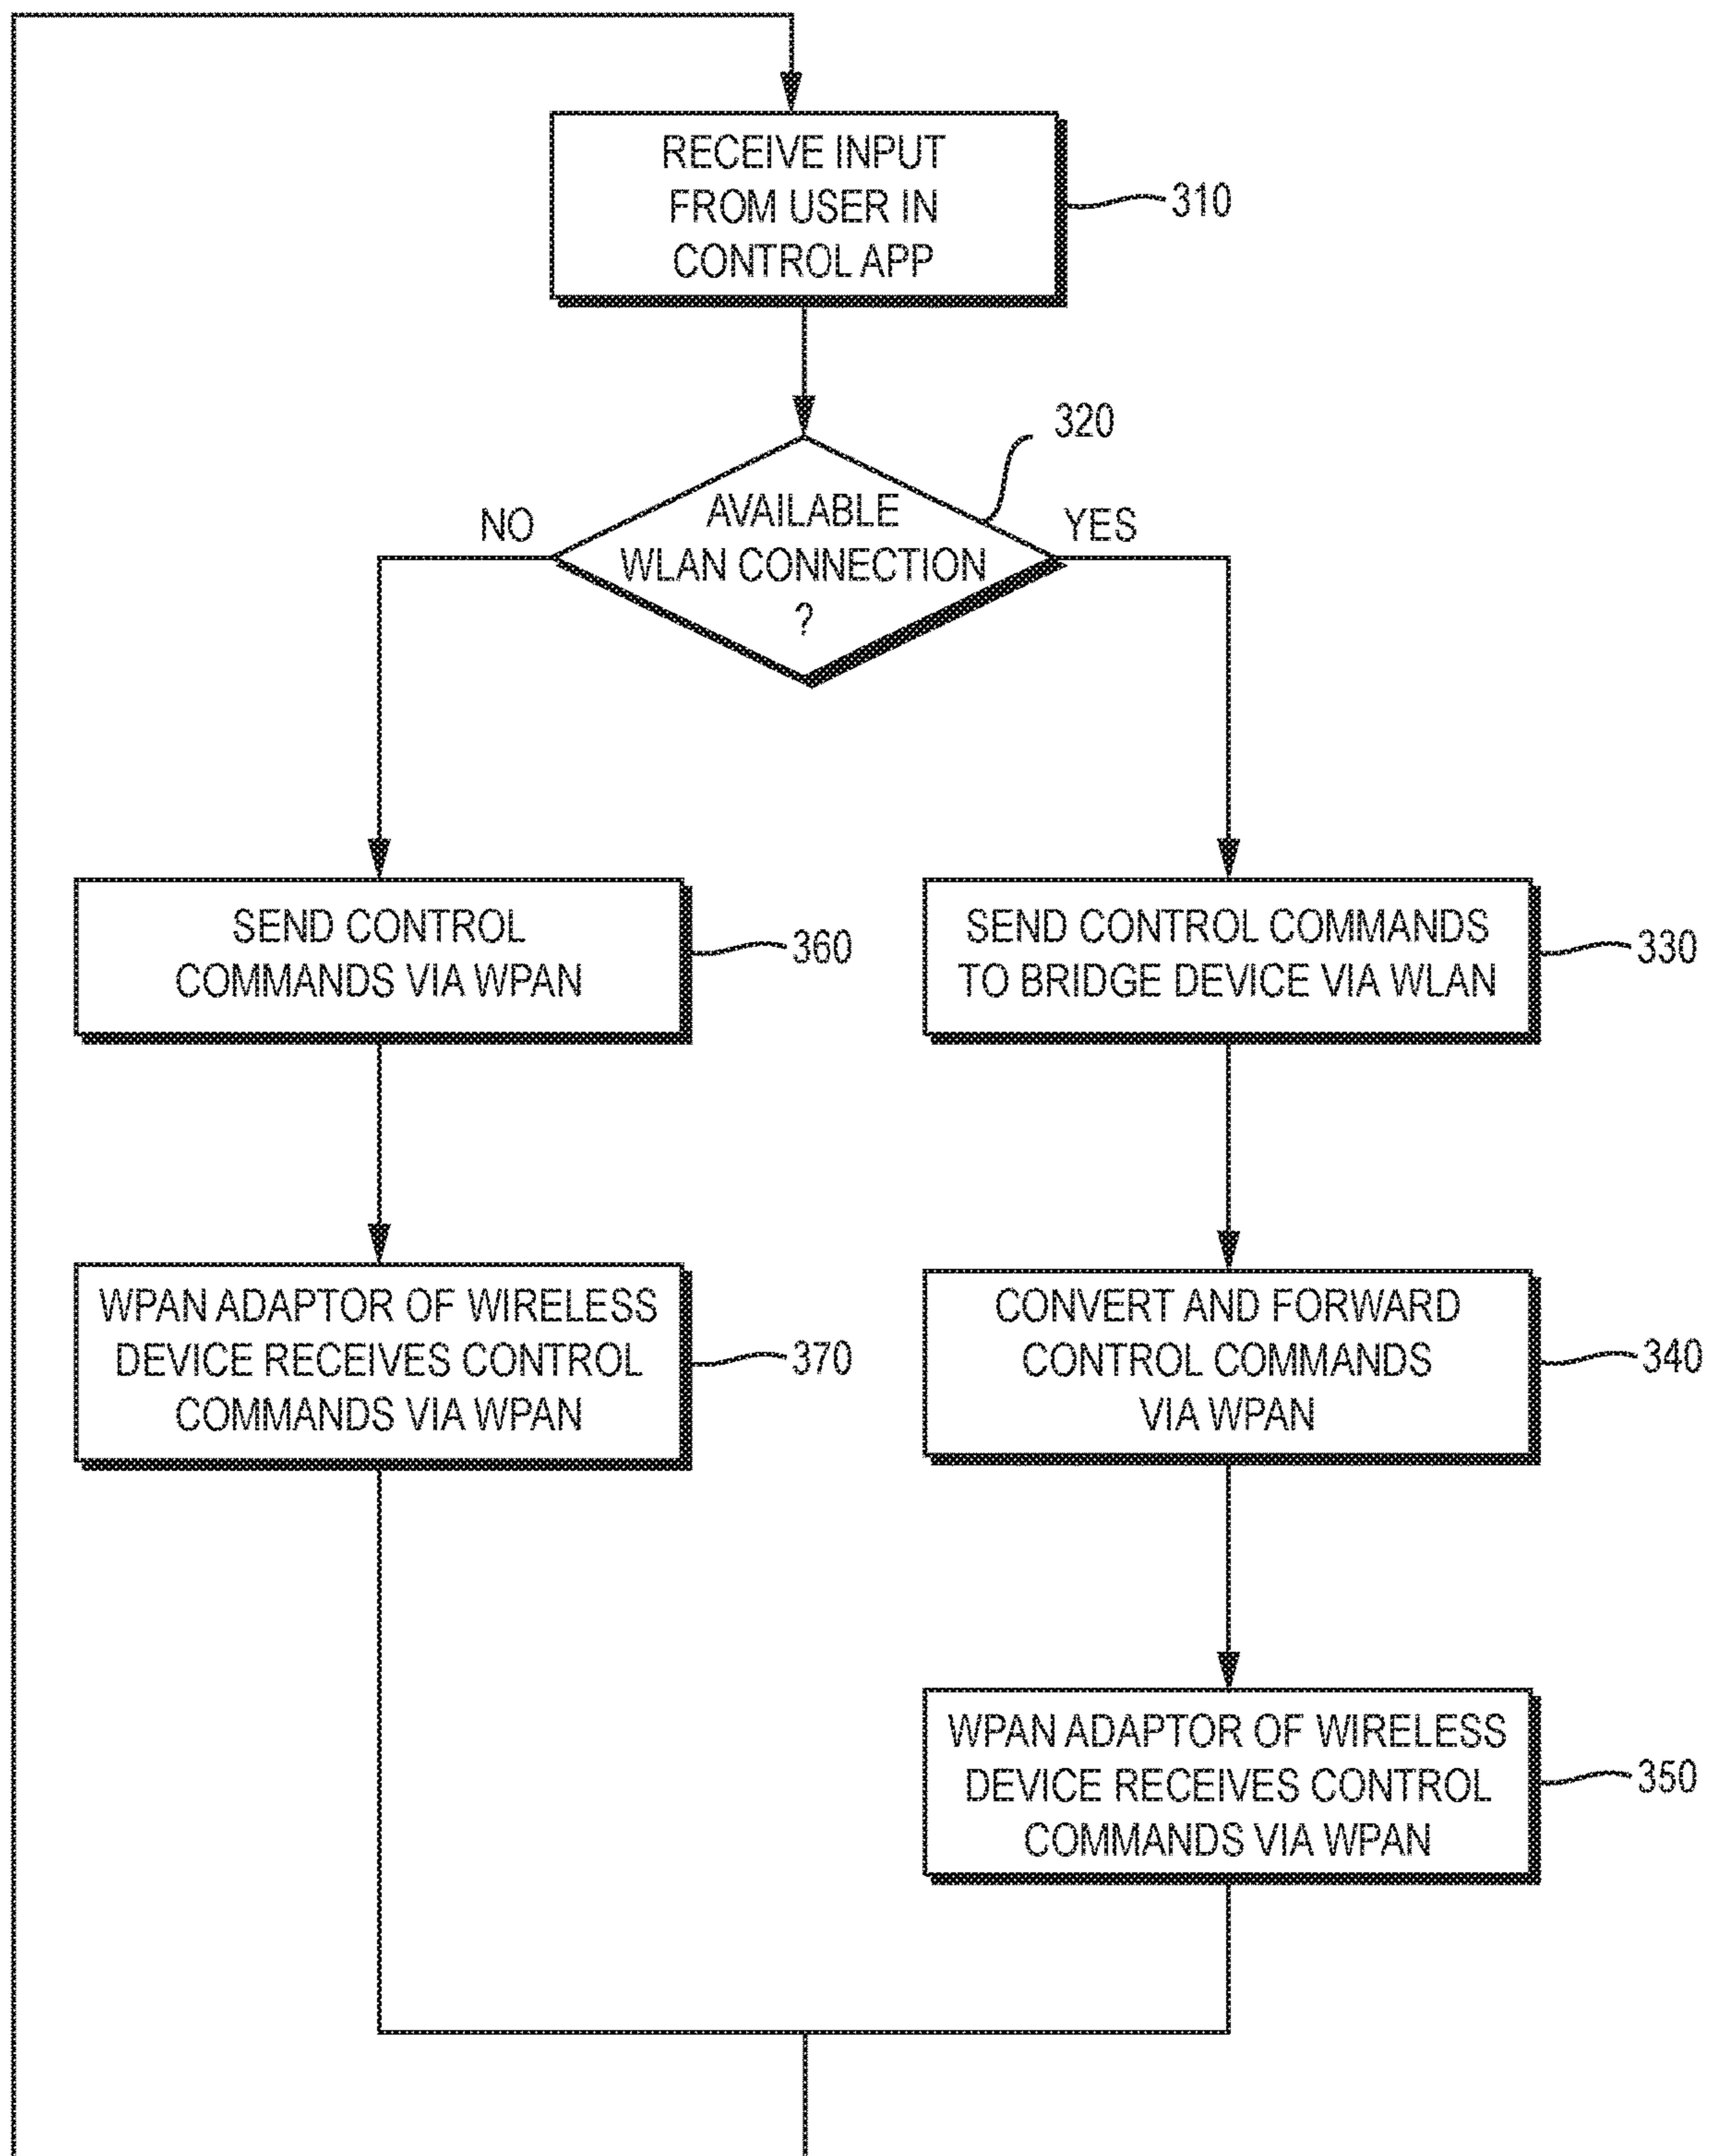 RECEIVE INPUT
FROM USER IN
CONTROL APP
310
320
AVAILABLE
WLAN CONNECTION
?
NO
YES
SEND CONTROL
COMMANDS VIA WPAN
360
SEND CONTROL COMMANDS
TO BRIDGE DEVICE VIA WLAN
330
WPAN ADAPTOR OF WIRELESS
DEVICE RECEIVES CONTROL
COMMANDS VIA WPAN
370
CONVERT AND FORWARD
CONTROL COMMANDS
VIA WPAN
340
WPAN ADAPTOR OF WIRELESS
DEVICE RECEIVES CONTROL
COMMANDS VIA WPAN
350